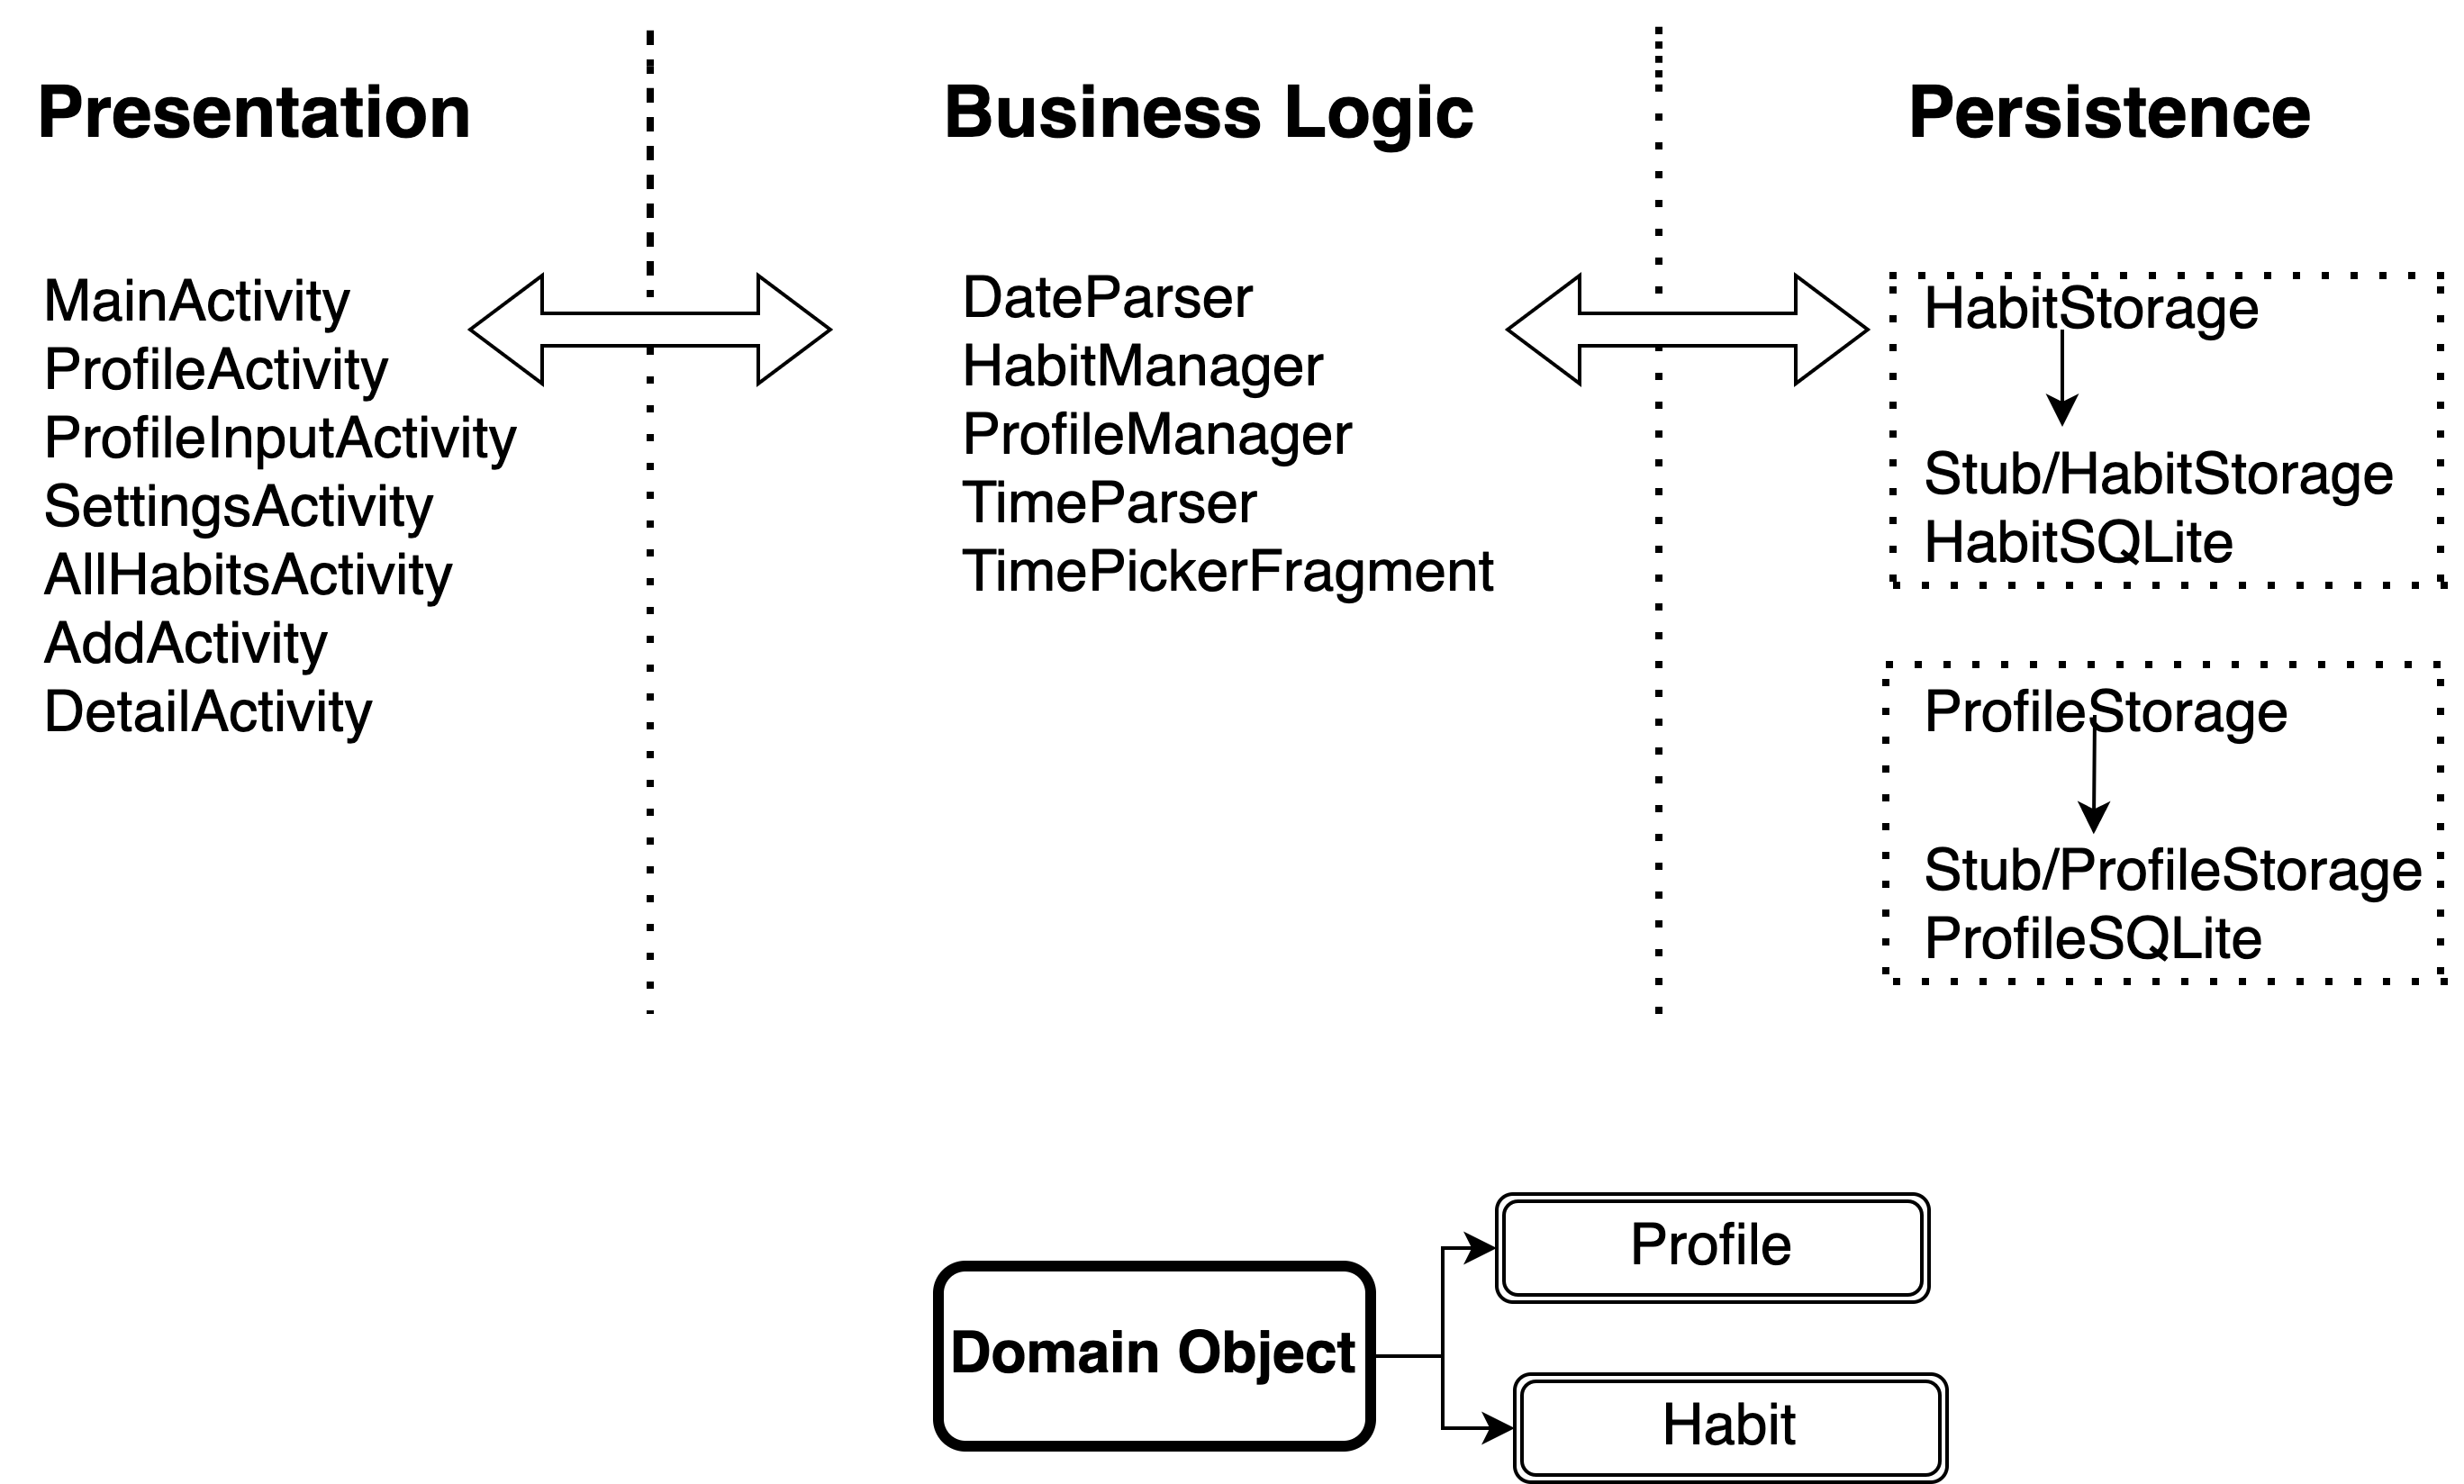 Presentation
MainActivity
ProfileActivity
ProfileInputActivity
SettingsActivity
AllHabitsActivity
AddActivity
DetailActivity
Business Logic
DateParser
HabitManager
ProfileManager
TimeParser
TimePickerFragment
Persistence
HabitStorage
Stub/HabitStorage
HabitSQLite
ProfileStorage
Stub/ProfileStorage
ProfileSQLite
Domain Object
Profile
Habit